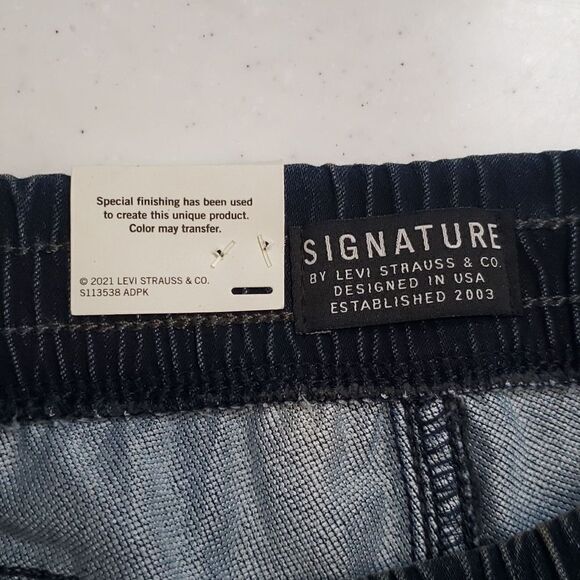 Special finishing has been used
to create this unique product.
Color may transfer.
© 2021 LEVI STRAUSS & CO.
S113538 ADPK
SIGNATURE
BY LEVI STRAUSS & CO.
DESIGNED IN USA
ESTABLISHED 2003